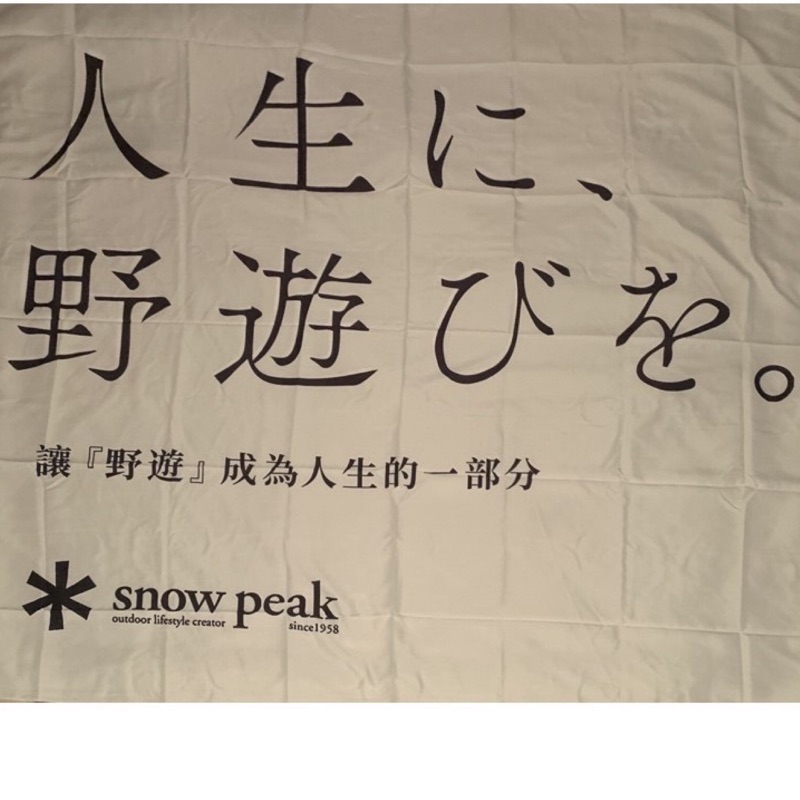 人生に、
野遊びを。
讓『野遊』成為人生的一部分
snow peak
outdoor lifestyle creator since1958